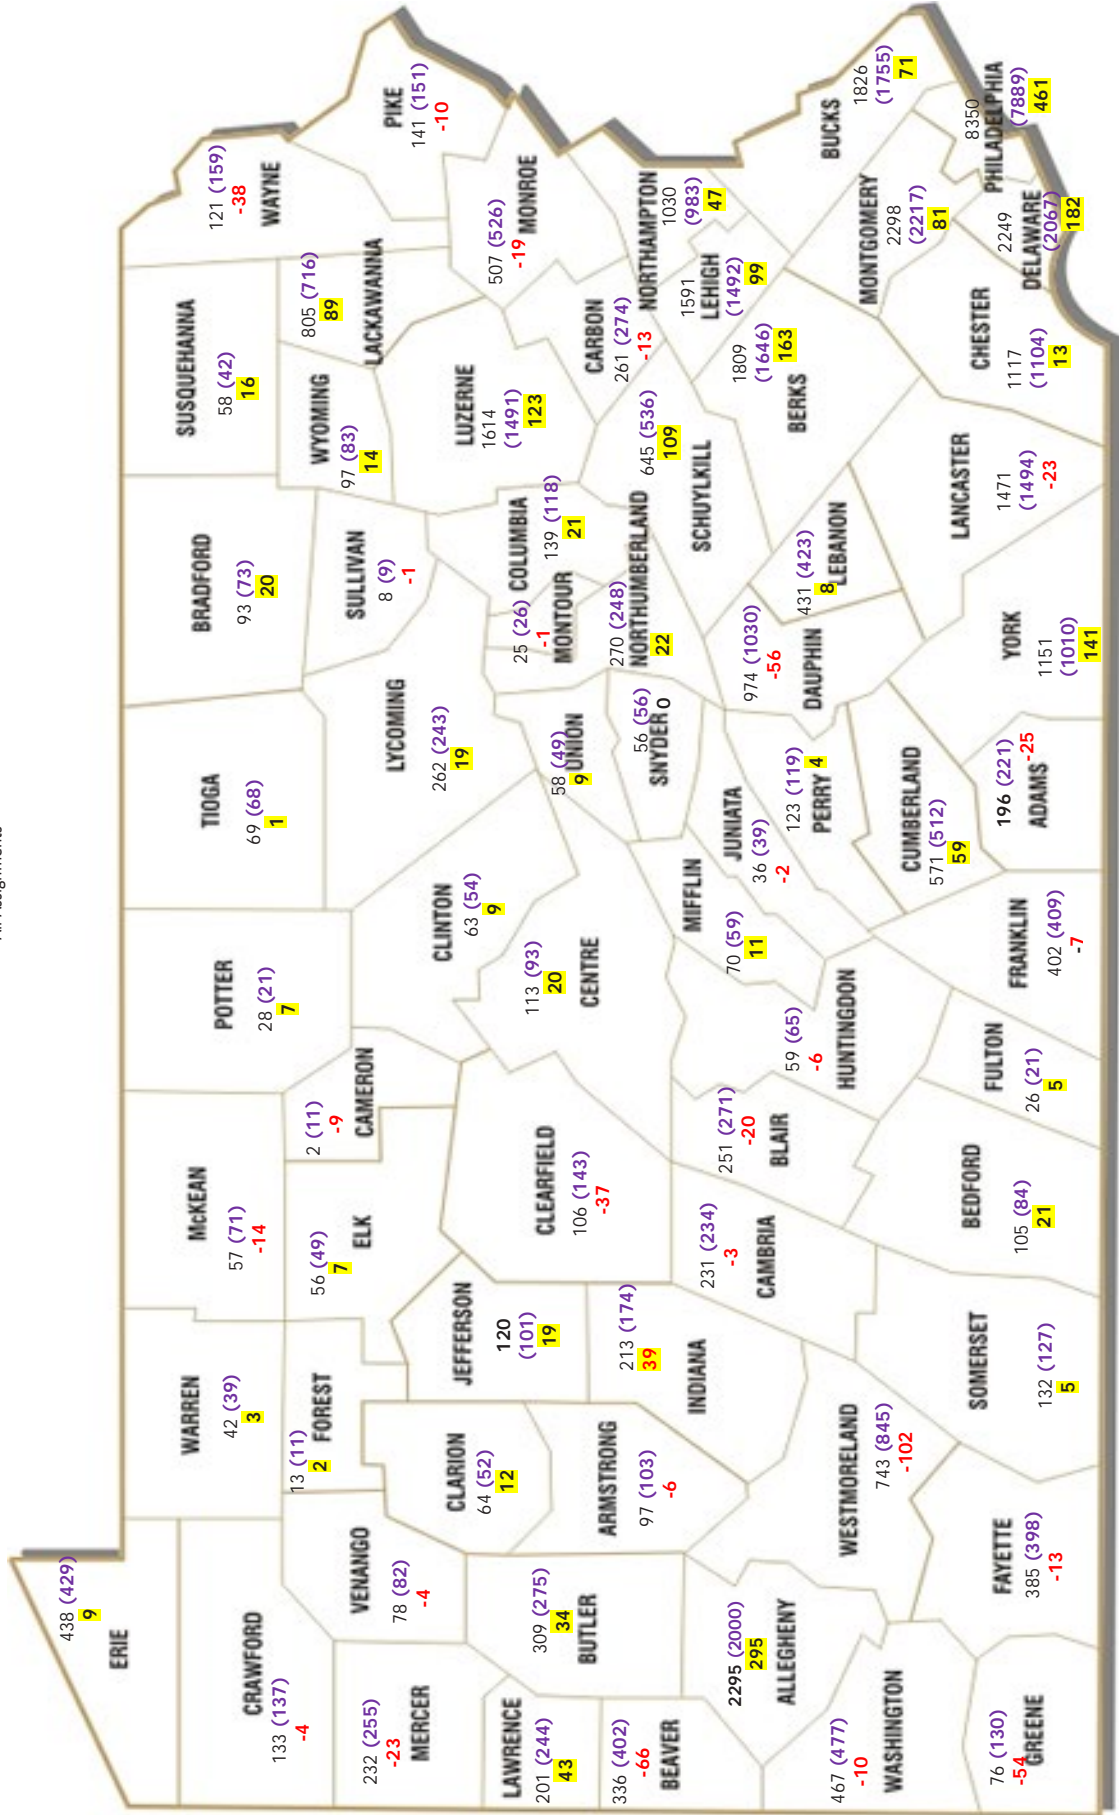 ERIE
438 (429)
9
CRAWFORD
133 (137)
-4
WARREN
42 (39)
3
McKEAN
57 (71)
-14
POTTER
28 (21)
7
TIOGA
69 (68)
1
BRADFORD
93 (73)
20
SUSQUEHANNA
58 (42)
16
121 (159)
-38
WAYNE
MERCER
232 (255)
-23
VENANGO
78 (82)
-4
13 (11)
2
FOREST
56 (49)
7
ELK
2 (11)
-9
CAMERON
CLINTON
63 (54)
9
LYCOMING
262 (243)
19
SULLIVAN
8 (9)
-1
WYOMING
97 (83)
14
805 (716)
89
LACKAWANNA
PIKE
141 (151)
-10
LAWRENCE
201 (244)
43
309 (275)
34
BUTLER
CLARION
64 (52)
12
JEFFERSON
120
(101)
19
CLEARFIELD
106 (143)
-37
113 (93)
20
CENTRE
58 (49)
9
UNION
25 (26)
-1
MONTOUR
COLUMBIA
139 (118)
21
LUZERNE
1614
(1491)
123
507 (526)
-19
MONROE
336 (402)
-66
BEAVER
ARMSTRONG
97 (103)
-6
213 (174)
39
INDIANA
270 (248)
NORTHUMBERLAND
22
56 (56)
SNYDER 0
CARBON
261 (274)
-13
NORTHAMPTON
1030
(983)
47
2295 (2000)
295
ALLEGHENY
231 (234)
-3
CAMBRIA
251 (271)
-20
BLAIR
59 (65)
-6
HUNTINGDON
MIFFLIN
70 (59)
11
JUNIATA
36 (39)
-2
123 (119)
PERRY 4
974 (1030)
-56
DAUPHIN
431 (423)
8
LEBANON
645 (536)
109
SCHUYLKILL
1809
(1646)
163
BERKS
1591
LEHIGH
(1492)
99
BUCKS
1826
(1755)
71
467 (477)
-10
WASHINGTON
WESTMORELAND
743 (845)
-102
SOMERSET
132 (127)
5
BEDFORD
105 (84)
21
FULTON
26 (21)
5
FRANKLIN
402 (409)
-7
CUMBERLAND
571 (512)
59
196 (221)
-25
ADAMS
YORK
1151
(1010)
141
LANCASTER
1471
(1494)
-23
CHESTER
1117
(1104)
13
MONTGOMERY
2298
(2217)
81
2249
DELAWARE
(2067)
182
8350
PHILADELPHIA
(7889)
461
76 (130)
-54
GREENE
FAYETTE
385 (398)
-13